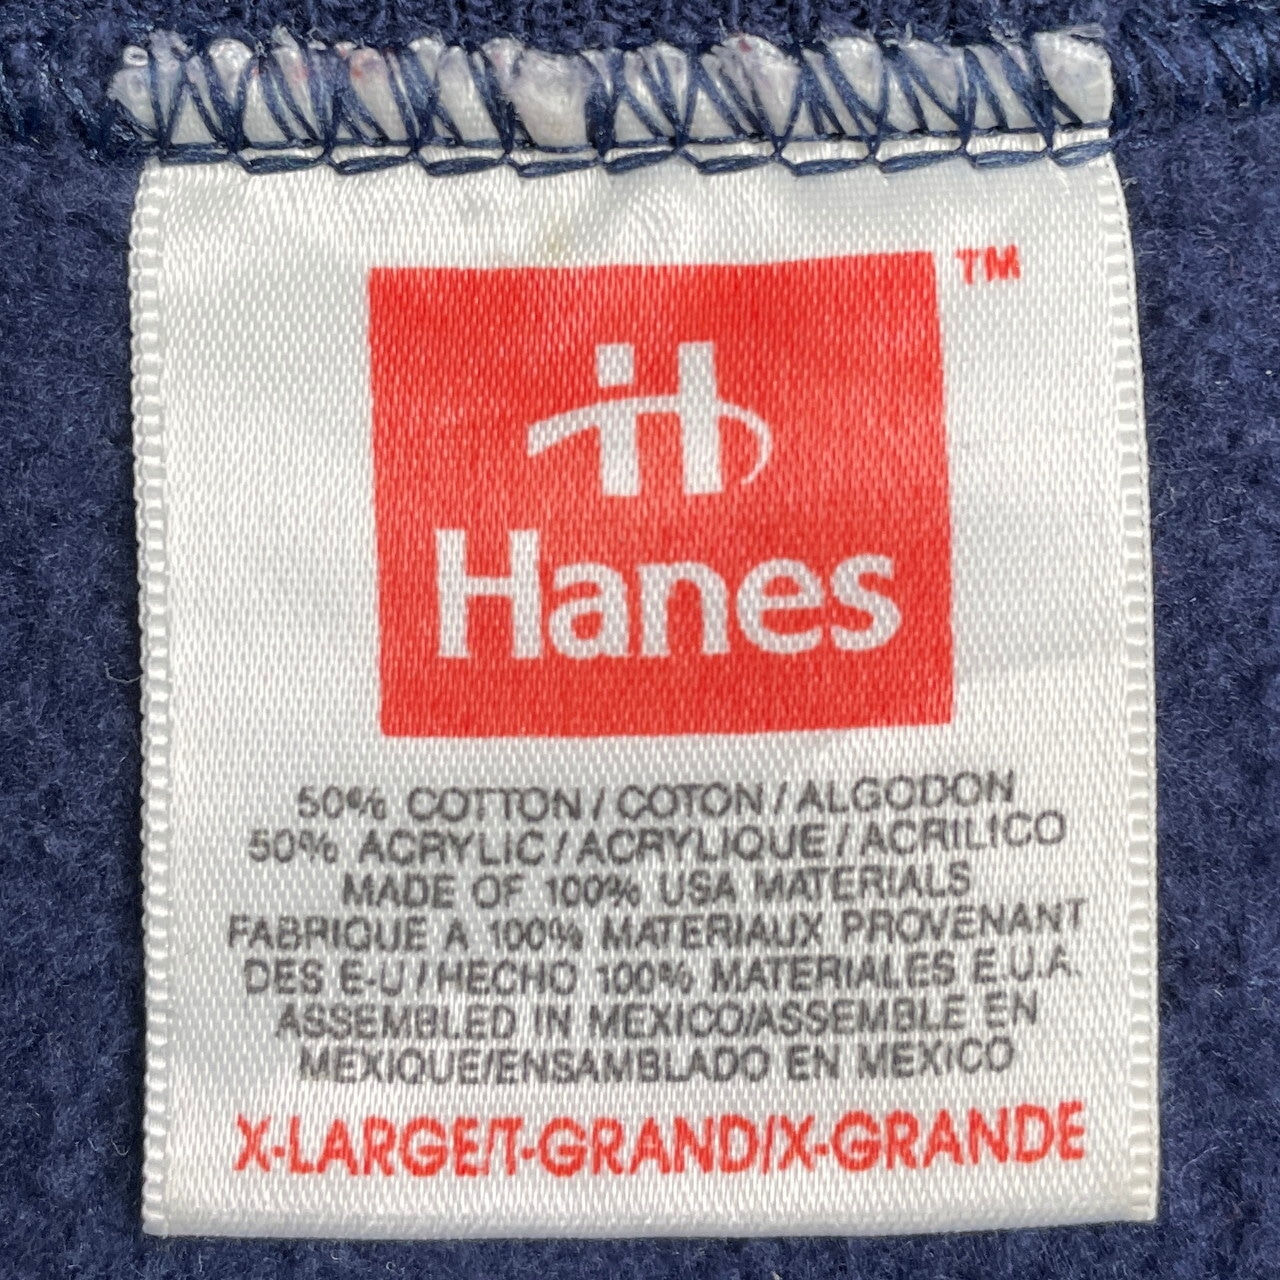 TM
Hanes
50% COTTON / COTON / ALGODON
50% ACRYLIC / ACRYLIQUE / ACRILICO
MADE OF 100% USA MATERIALS
FABRIQUE A 100% MATERIAUX PROVENANT
DES E-U / HECHO 100% MATERIALES E.U.A.
ASSEMBLED IN MEXICO/ASSEMBLE EN
MEXIQUE/ENSAMBLADO EN MEXICO
X-LARGE/T-GRAND/X-GRANDE